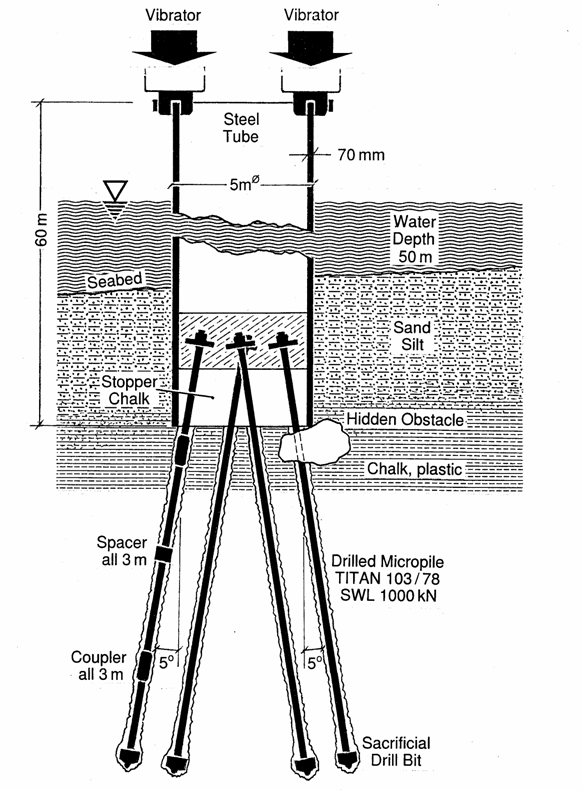 Vibrator
Vibrator
Steel
Tube
70 mm
5mø
60 m
Water
Depth
50 m
Seabed
Sand
Silt
Stopper
Chalk
Hidden Obstacle
Chalk, plastic
Spacer
all 3 m
Drilled Micropile
TITAN 103/78
SWL 1000 kN
Coupler
all 3 m
5°
5°
Sacrificial
Drill Bit